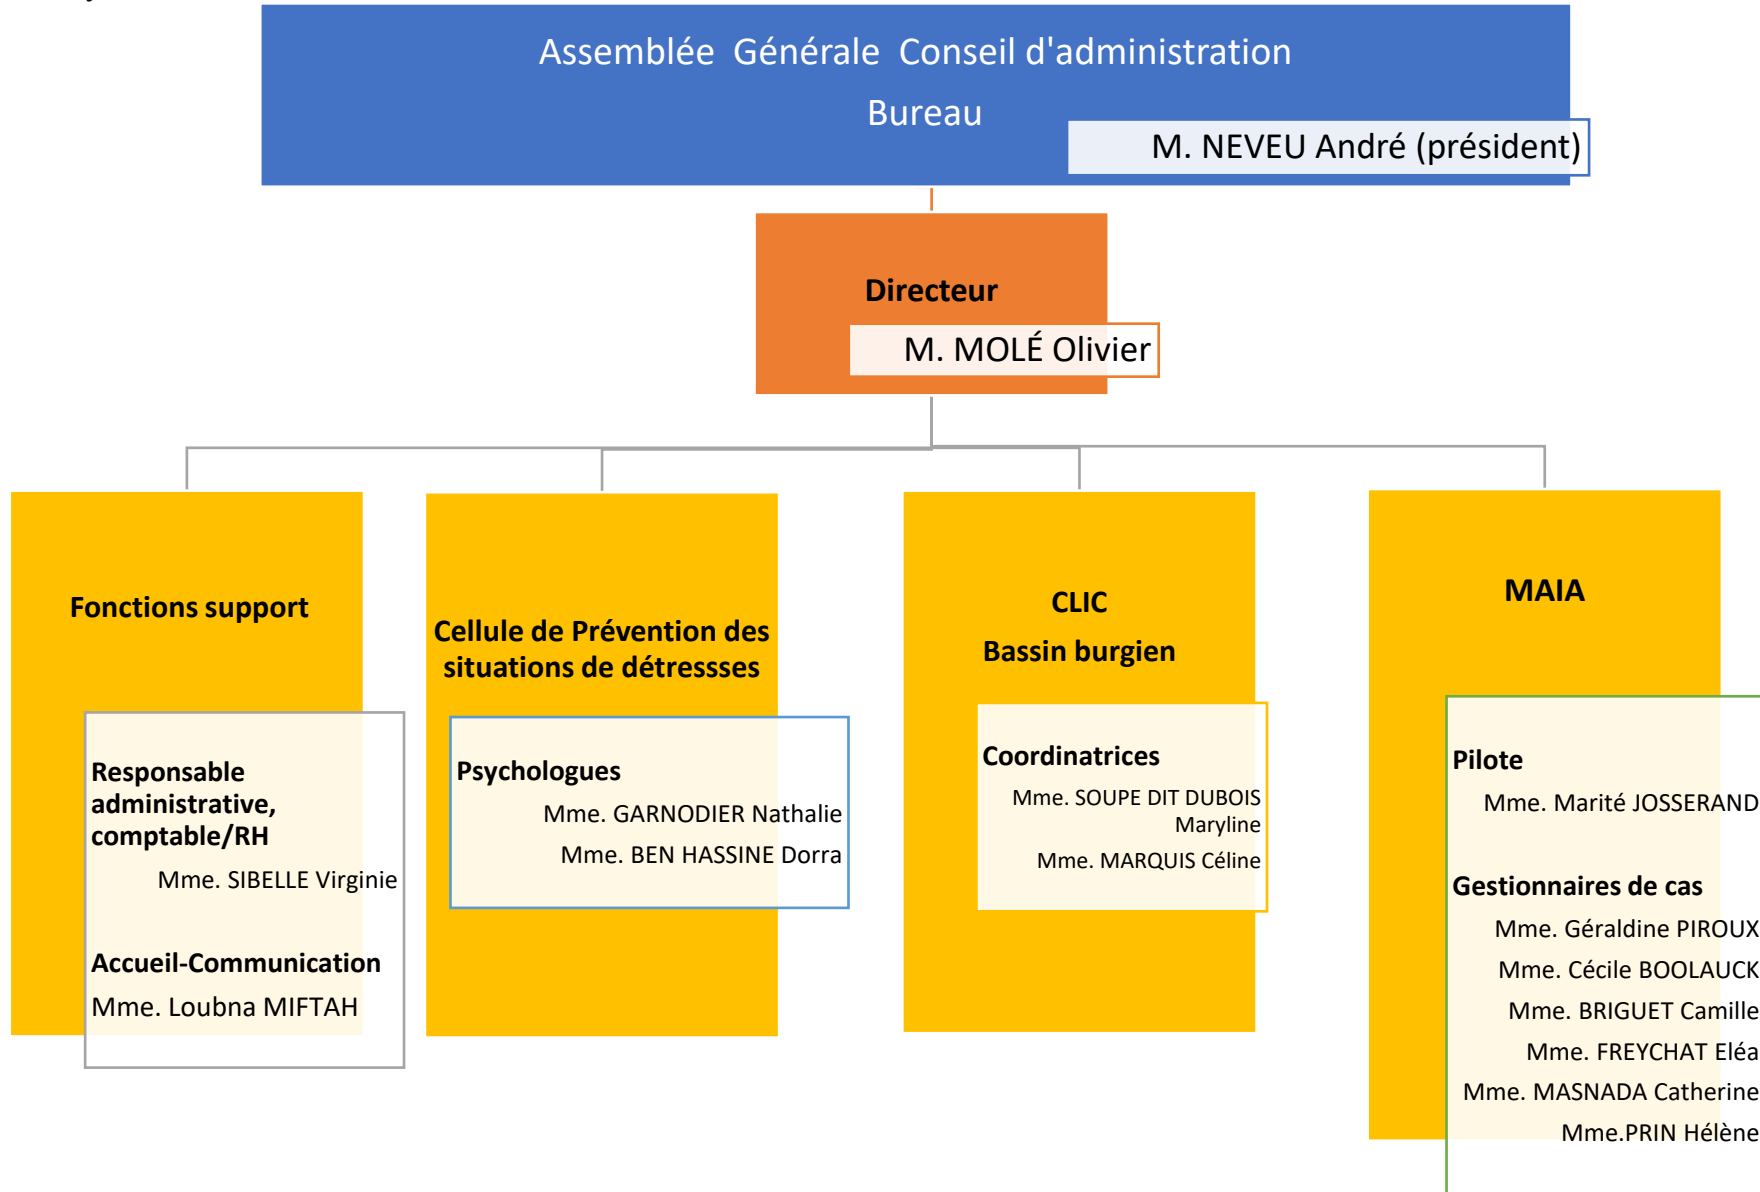 Assemblée Générale Conseil d'administration
Bureau
M. NEVEU André (président)
Directeur
M. MOLÉ Olivier
Fonctions support
Responsable
administrative,
comptable/RH
Mme. SIBELLE Virginie
Accueil-Communication
Mme. Loubna MIFTAH
Cellule de Prévention des
situations de détressses
Psychologues
Mme. GARNODIER Nathalie
Mme. BEN HASSINE Dorra
CLIC
Bassin burgien
Coordinatrices
Mme. SOUPE DIT DUBOIS
Maryline
Mme. MARQUIS Céline
MAIA
Pilote
Mme. Marité JOSSERAND
Gestionnaires de cas
Mme. Géraldine PIROUX
Mme. Cécile BOOLAUCK
Mme. BRIGUET Camille
Mme. FREYCHAT Eléa
Mme. MASNADA Catherine
Mme.PRIN Hélène